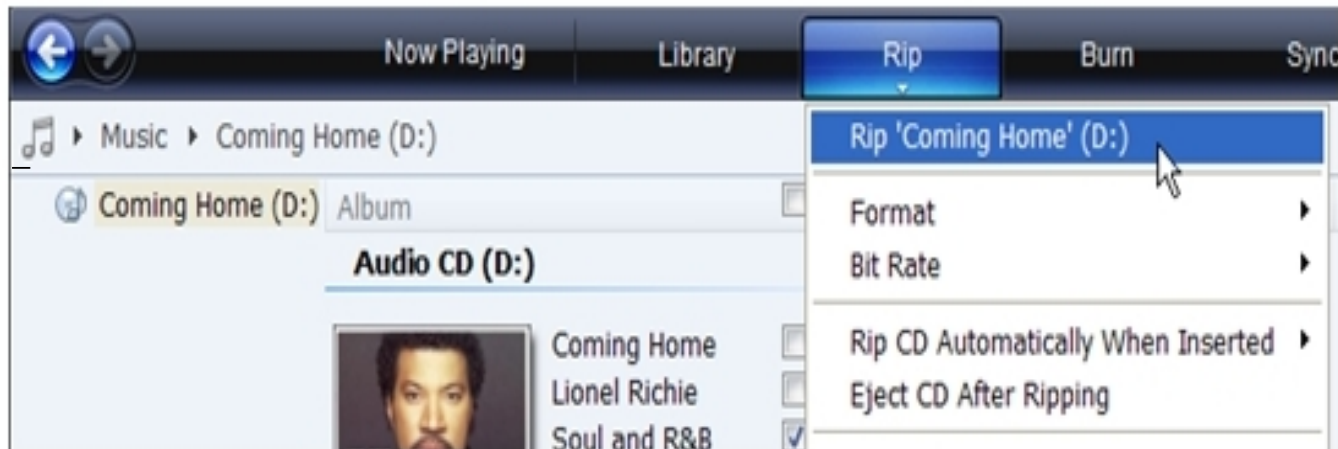 Now Playing Library Rip Burn Sync
Music Coming Home (D:)
Rip 'Coming Home' (D:)
Coming Home (D:) Album
Format
Audio CD (D:)
Bit Rate
Coming Home
Rip CD Automatically When Inserted
Lionel Richie
Eject CD After Ripping
Soul and R&B